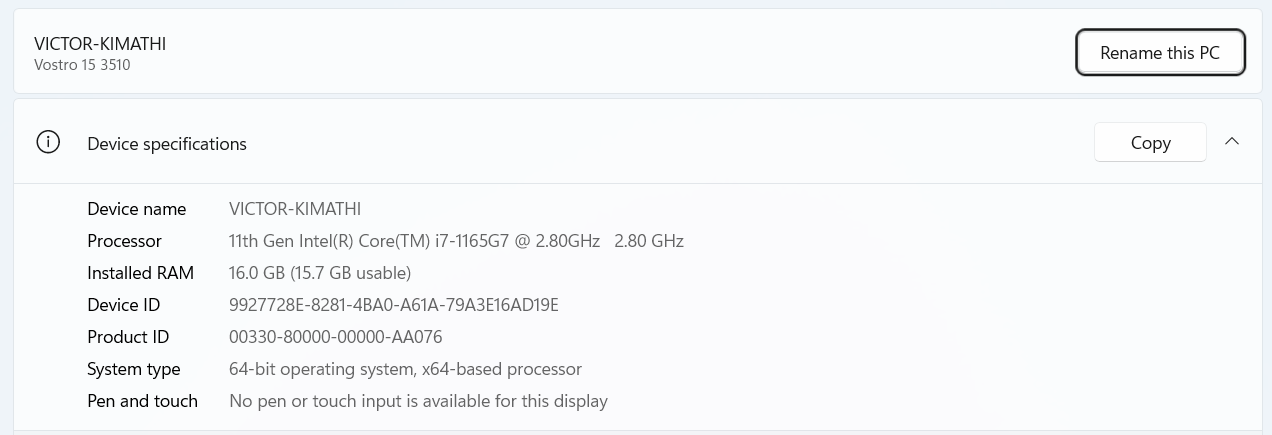 VICTOR-KIMATHI
Vostro 15 3510
Rename this PC
Device specifications
Copy
Device name VICTOR-KIMATHI
Processor 11th Gen Intel(R) Core(TM) i7-1165G7 @ 2.80GHz 2.80 GHz
Installed RAM 16.0 GB (15.7 GB usable)
Device ID 9927728E-8281-4BA0-A61A-79A3E16AD19E
Product ID 00330-80000-00000-AA076
System type 64-bit operating system, x64-based processor
Pen and touch No pen or touch input is available for this display